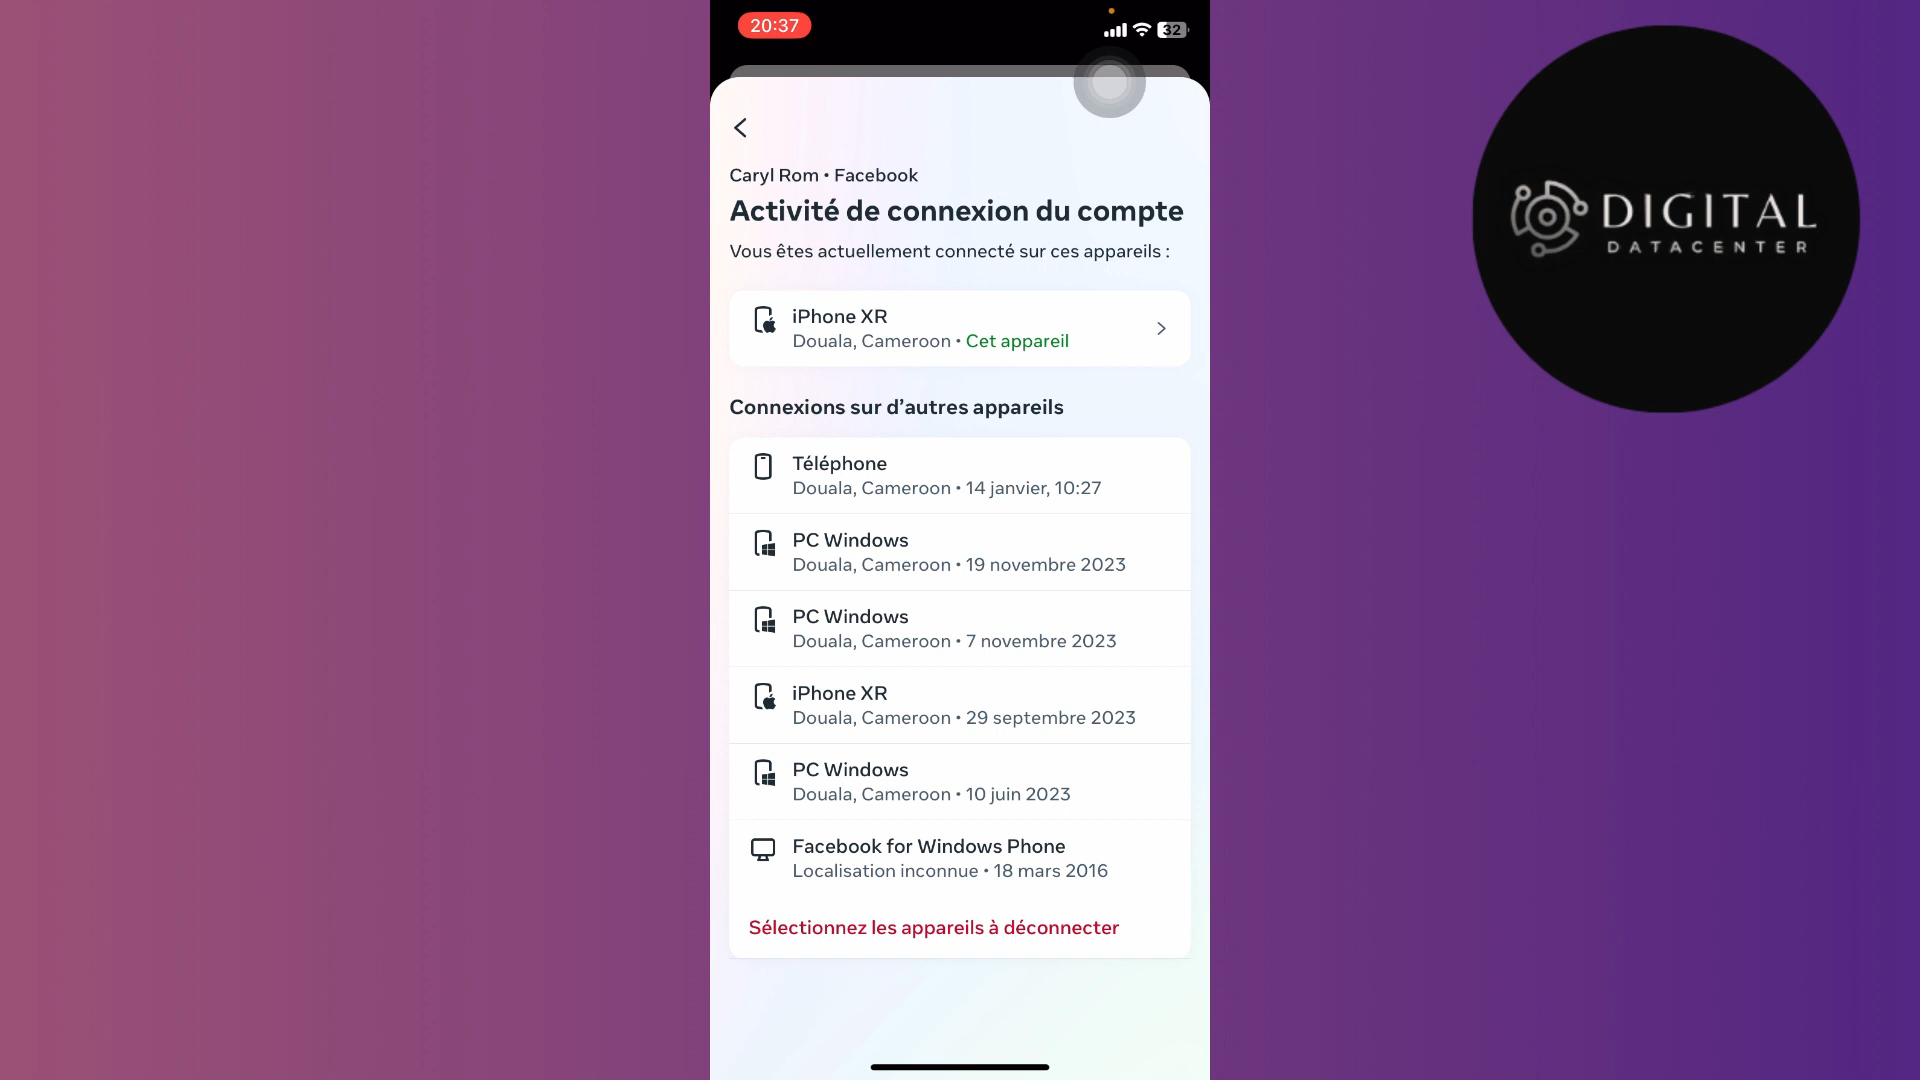 20:37
32
DIGITAL
DATACENTER
Caryl Rom • Facebook
Activité de connexion du compte
Vous êtes actuellement connecté sur ces appareils :
iPhone XR
Douala, Cameroon • Cet appareil
Connexions sur d’autres appareils
Téléphone
Douala, Cameroon • 14 janvier, 10:27
PC Windows
Douala, Cameroon • 19 novembre 2023
PC Windows
Douala, Cameroon • 7 novembre 2023
iPhone XR
Douala, Cameroon • 29 septembre 2023
PC Windows
Douala, Cameroon • 10 juin 2023
Facebook for Windows Phone
Localisation inconnue • 18 mars 2016
Sélectionnez les appareils à déconnecter